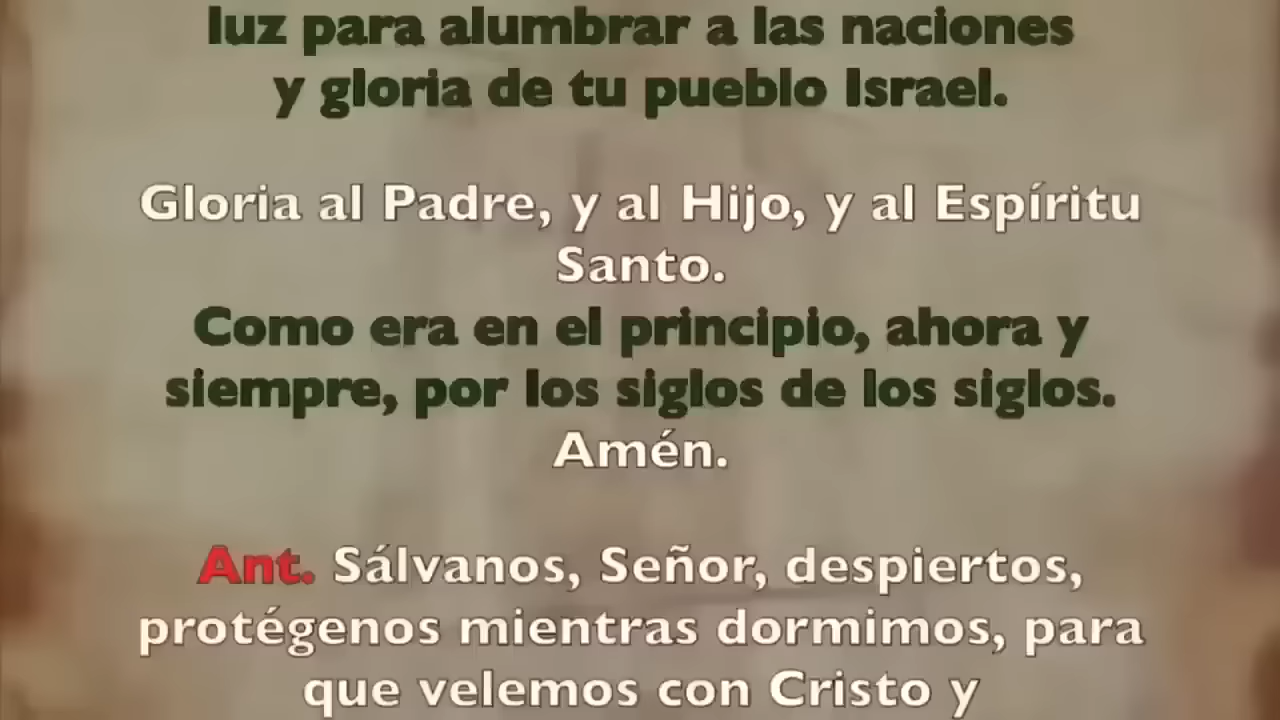 luz para alumbrar a las naciones
y gloria de tu pueblo Israel.
Gloria al Padre, y al Hijo, y al Espíritu
Santo.
Como era en el principio, ahora y
siempre, por los siglos de los siglos.
Amén.
Ant. Sálvanos, Señor, despiertos,
protégenos mientras dormimos, para
que velemos con Cristo y